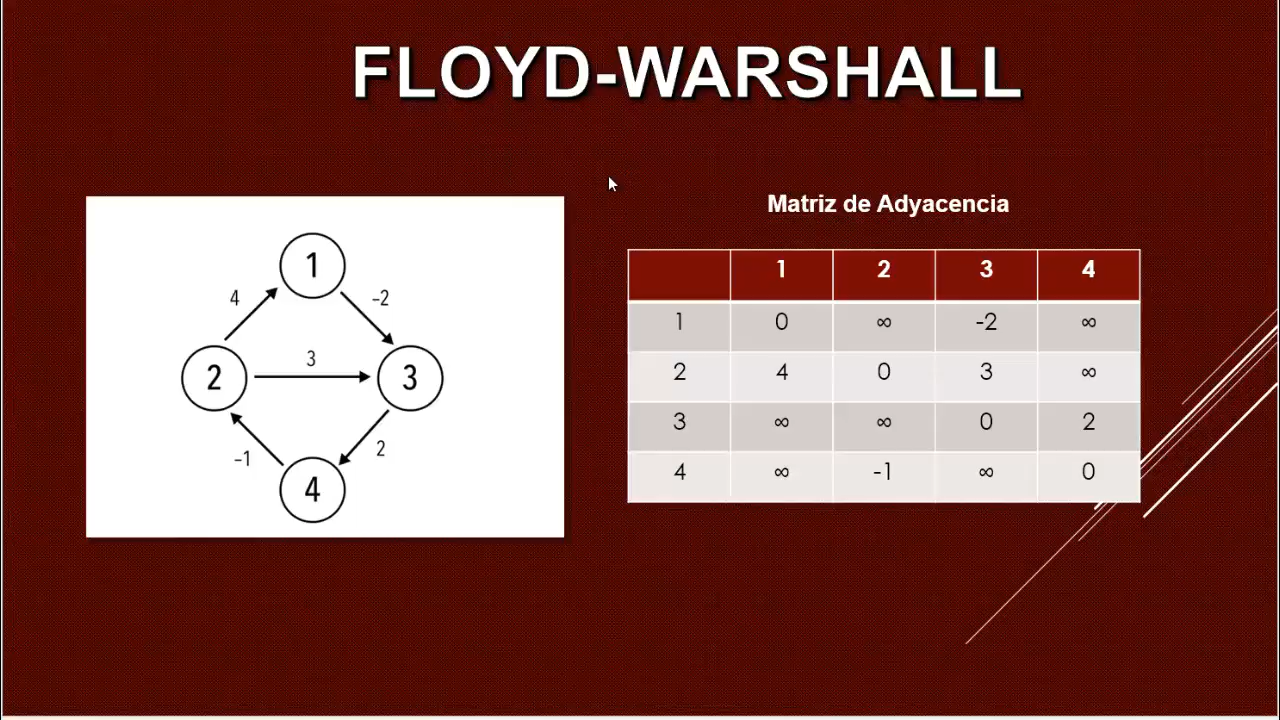 FLOYD-WARSHALL
Matriz de Adyacencia
1
4
-2
2
3
3
-1
2
4
1 2 3 4
1 0 ∞ -2 ∞
2 4 0 3 ∞
3 ∞ ∞ 0 2
4 ∞ -1 ∞ 0